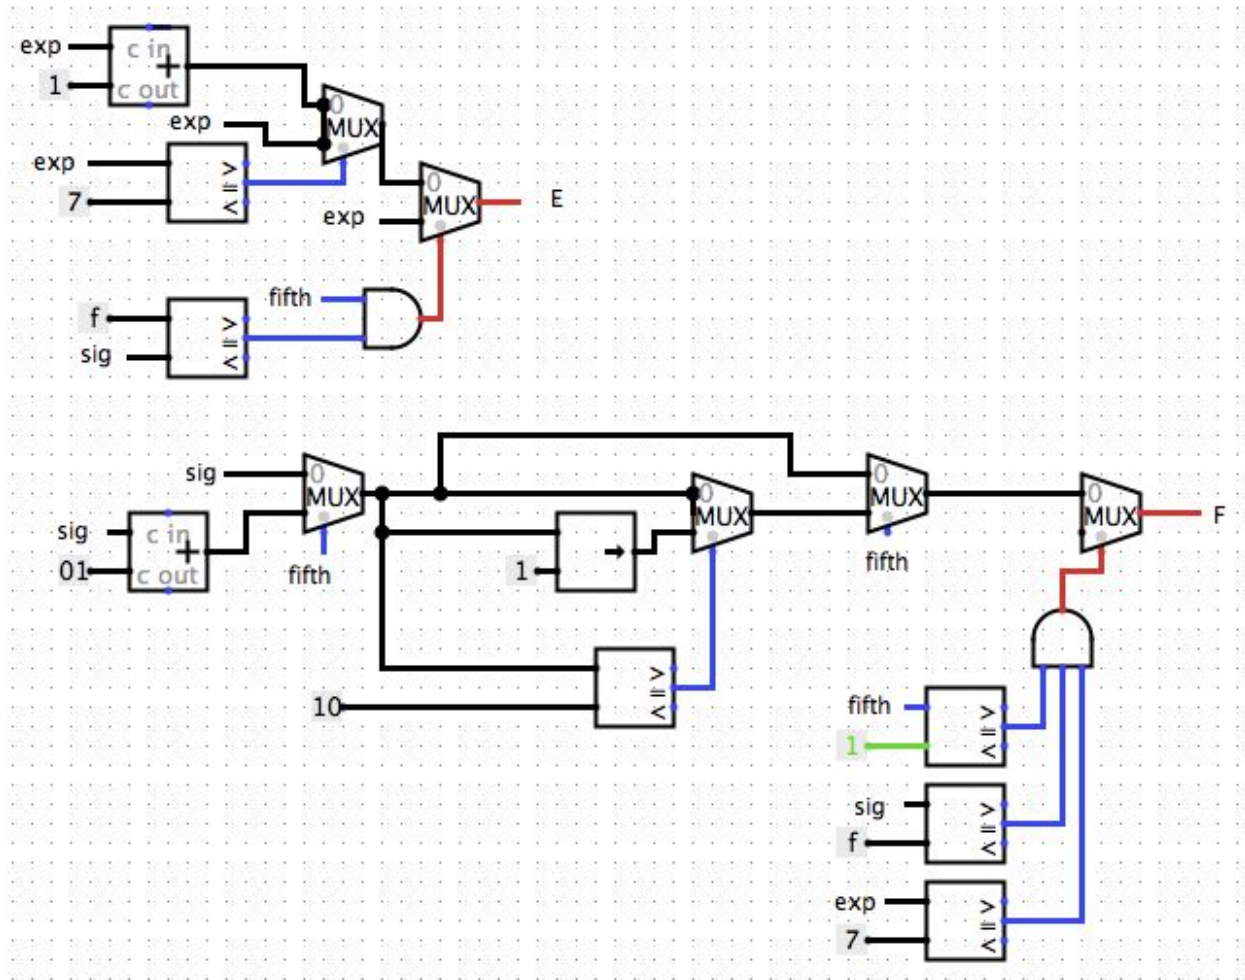 exp
c in
+
1
c out
0
exp
MUX
exp
>
=
<
7
0
MUX
E
exp
fifth
f
>
=
<
sig
sig
0
MUX
0
MUX
0
MUX
0
MUX
F
sig
c in
+
01
c out
fifth
1
fifth
>
=
<
10
fifth
>
=
<
1
sig
>
=
<
f
exp
>
=
<
7